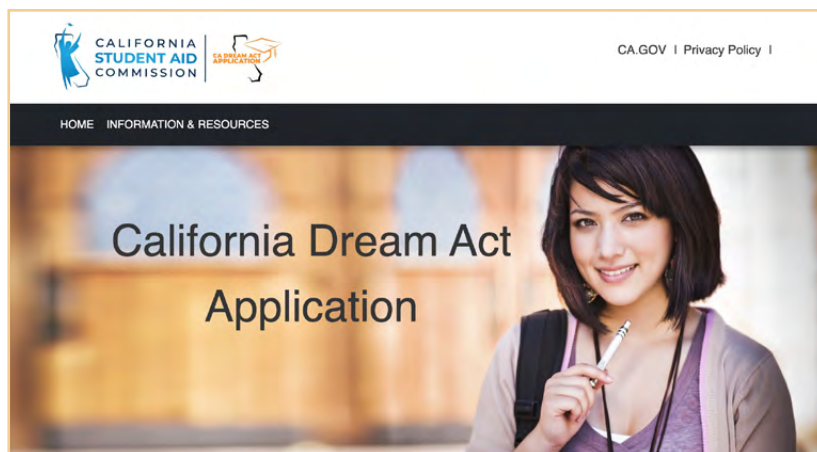 CALIFORNIA
STUDENT AID
COMMISSION
CA DREAM ACT
APPLICATION
CA.GOV | Privacy Policy |
HOME INFORMATION & RESOURCES
California Dream Act
Application